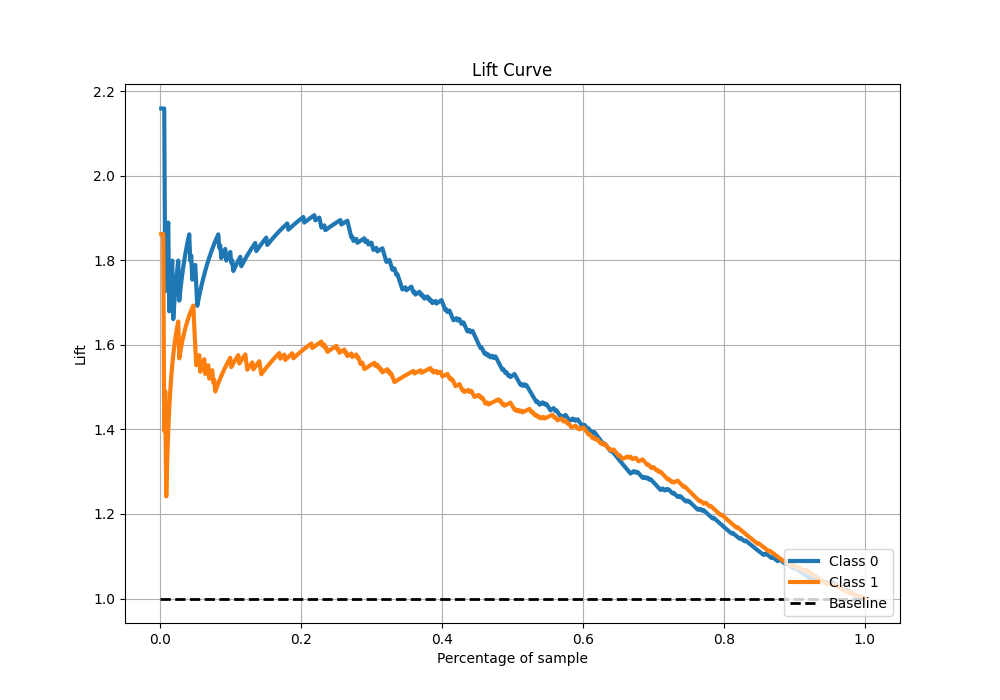 Lift Curve
2.2
2.0
1.8
1.6
1.4
1.2
1.0
Lift
0.0 0.2 0.4 0.6 0.8 1.0
Percentage of sample
Class 0
Class 1
Baseline